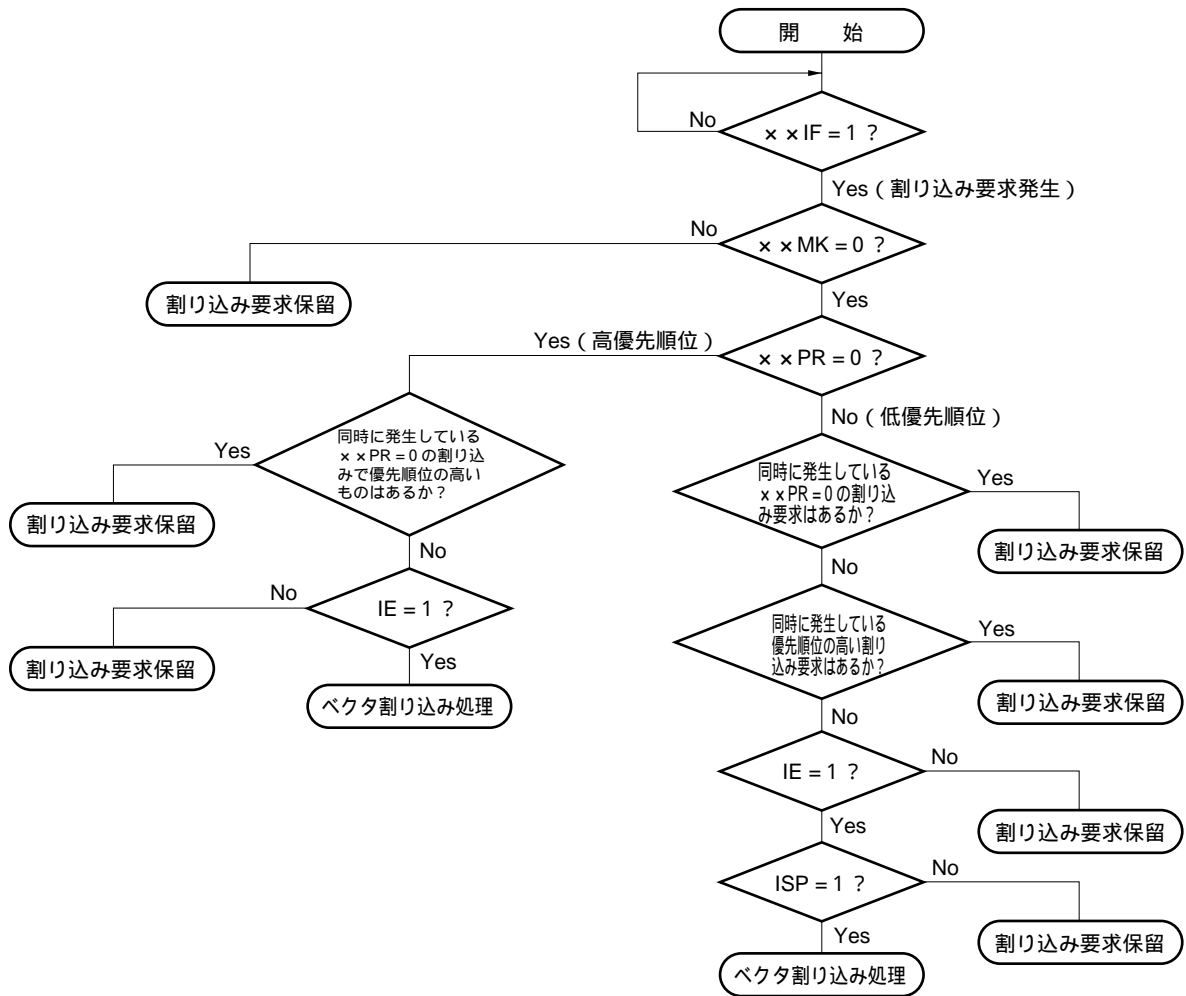 開　始
No
××IF=1？
Yes（割り込み要求発生）
No
××MK=0？
割り込み要求保留
Yes
Yes（高優先順位）
××PR=0？
No（低優先順位）
Yes
同時に発生している
××PR=0の割り込
みで優先順位の高い
ものはあるか？
割り込み要求保留
No
同時に発生している
××PR=0の割り込
み要求はあるか？
Yes
割り込み要求保留
No
No
IE=1？
割り込み要求保留
Yes
ベクタ割り込み処理
同時に発生している
優先順位の高い割り
込み要求はあるか？
Yes
割り込み要求保留
No
IE=1？
No
割り込み要求保留
Yes
ISP=1？
No
割り込み要求保留
Yes
ベクタ割り込み処理